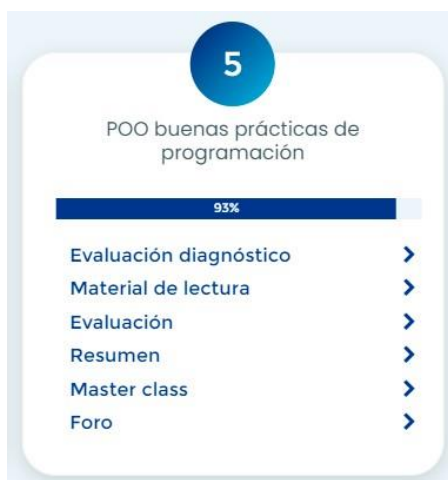 5
POO buenas prácticas de
programación
93%
Evaluación diagnóstico
Material de lectura
Evaluación
Resumen
Master class
Foro